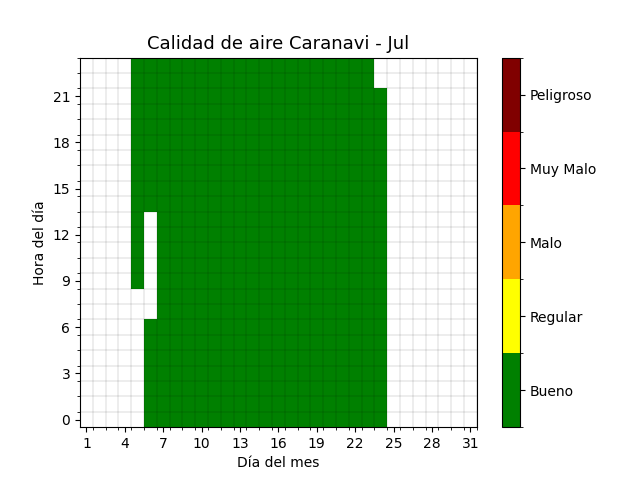 Calidad de aire Caranavi - Jul
Hora del día
21
18
15
12
9
6
3
0
1 4 7 10 13 16 19 22 25 28 31
Día del mes
Peligroso
Muy Malo
Malo
Regular
Bueno